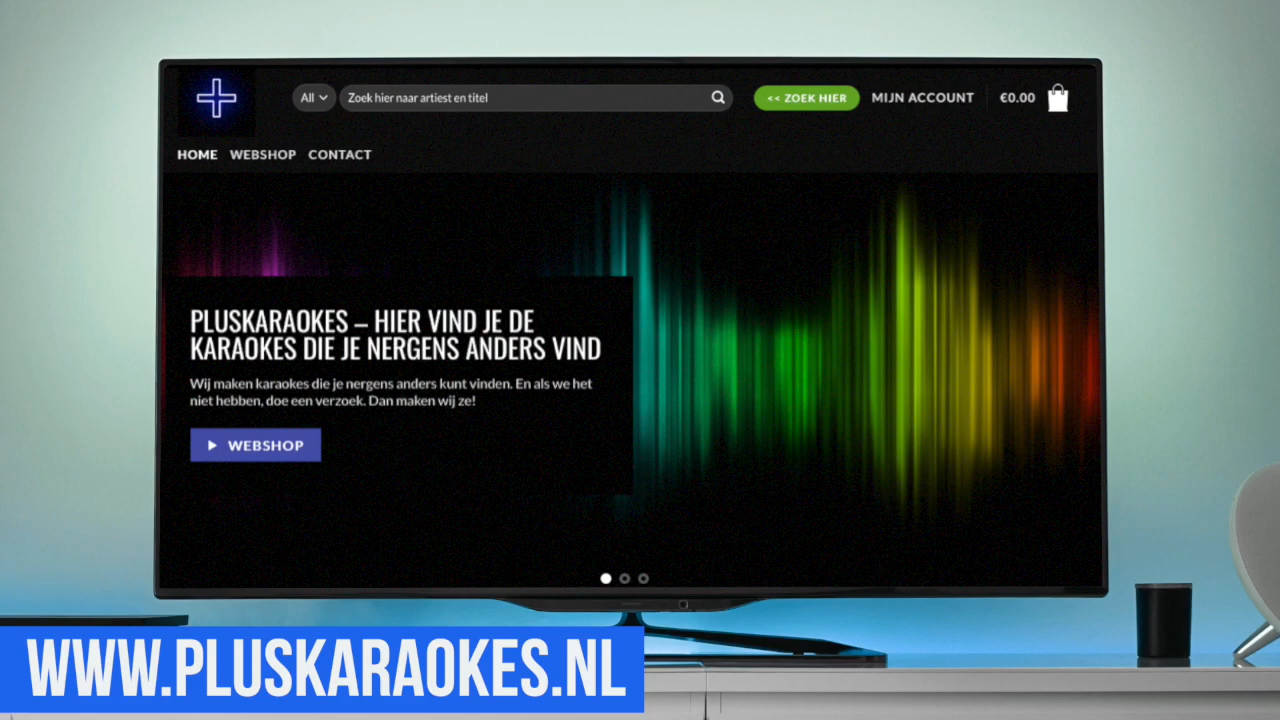 All
Zoek hier naar artiest en titel
<< ZOEK HIER
MIJN ACCOUNT
€0.00
HOME WEBSHOP CONTACT
PLUSKARAOKES – HIER VIND JE DE
KARAOKES DIE JE NERGENS ANDERS VIND
Wij maken karaokes die je nergens anders kunt vinden. En als we het
niet hebben, doe een verzoek. Dan maken wij ze!
WEBSHOP
WWW.PLUSKARAOKES.NL